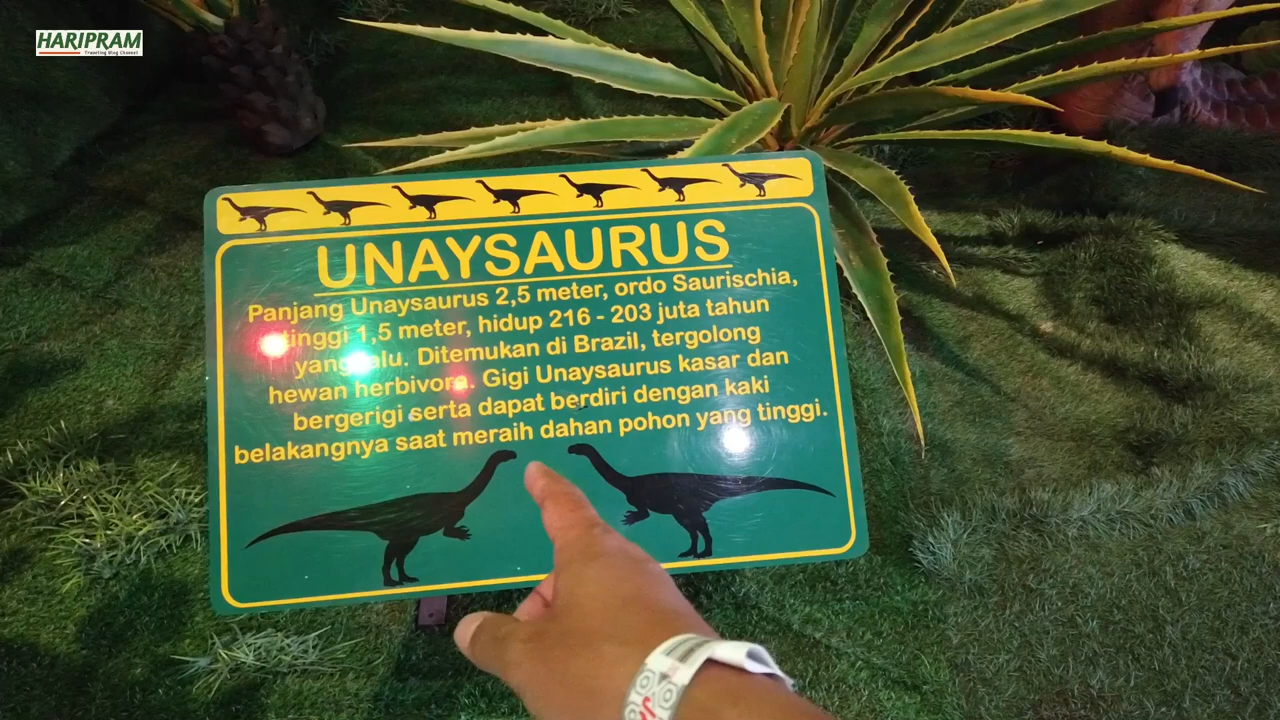 HARIPRAM
Traveling Blog Channel
UNAYSAURUS
Panjang Unaysaurus 2,5 meter, ordo Saurischia,
tinggi 1,5 meter, hidup 216 - 203 juta tahun
yang lalu. Ditemukan di Brazil, tergolong
hewan herbivora. Gigi Unaysaurus kasar dan
bergerigi serta dapat berdiri dengan kaki
belakangnya saat meraih dahan pohon yang tinggi.